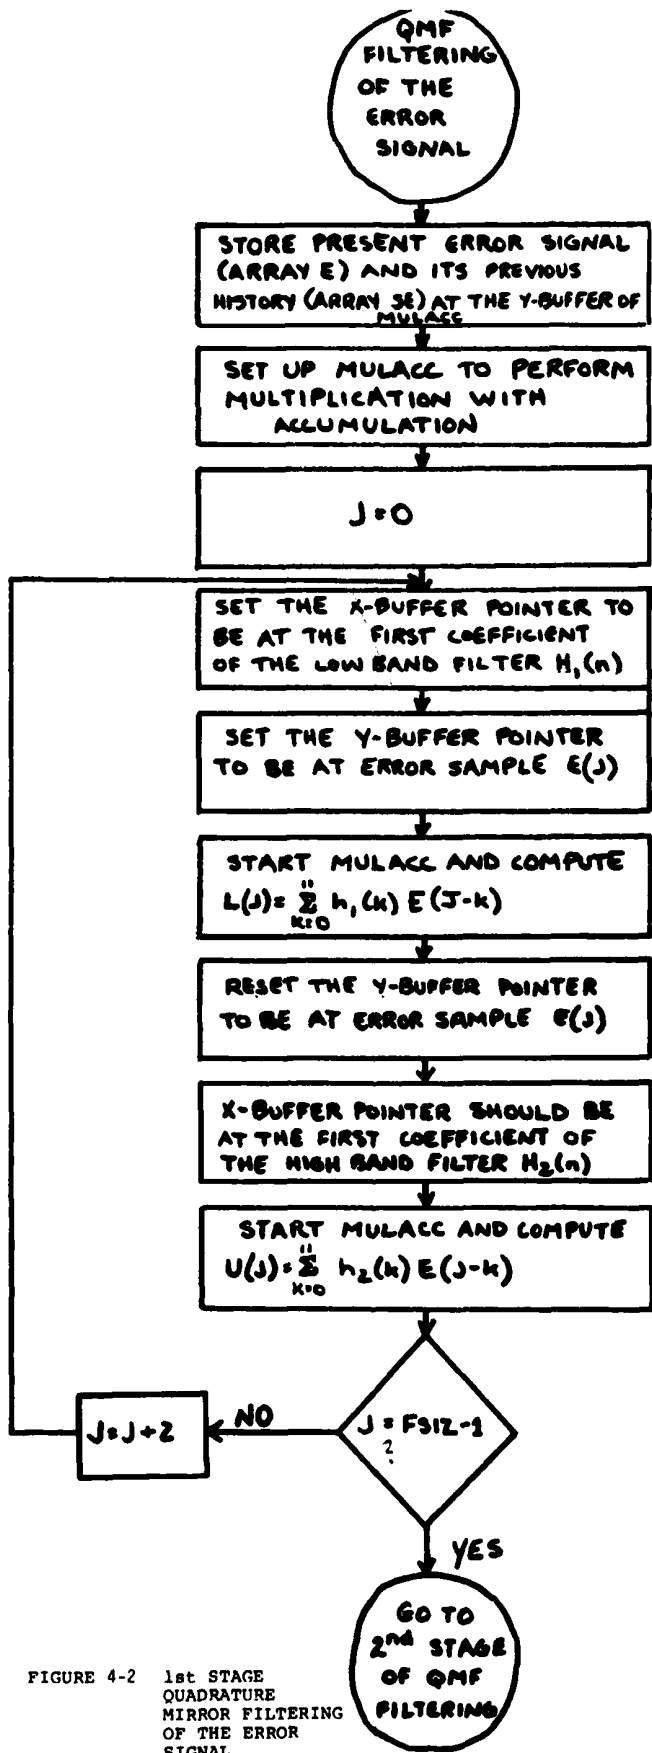 QMF
FILTERING
OF THE
ERROR
SIGNAL
STORE PRESENT ERROR SIGNAL
(ARRAY E) AND ITS PREVIOUS
HISTORY (ARRAY SE) AT THE Y-BUFFER OF
MULACC
SET UP MULACC TO PERFORM
MULTIPLICATION WITH
ACCUMULATION
J=0
SET THE X-BUFFER POINTER TO
BE AT THE FIRST COEFFICIENT
OF THE LOW BAND FILTER H₁(n)
SET THE Y-BUFFER POINTER
TO BE AT ERROR SAMPLE E(J)
START MULACC AND COMPUTE
L(J)= 11 Σ k=0 h₁(k) E(J-k)
RESET THE Y-BUFFER POINTER
TO BE AT ERROR SAMPLE E(J)
X-BUFFER POINTER SHOULD BE
AT THE FIRST COEFFICIENT OF
THE HIGH BAND FILTER H₂(n)
START MULACC AND COMPUTE
U(J)= 11 Σ k=0 h₂(k) E(J-k)
J = FSIZ-1
?
NO
J=J+2
YES
GO TO
2nd STAGE
OF QMF
FILTERING
FIGURE 4-2 1st STAGE
QUADRATURE
MIRROR FILTERING
OF THE ERROR
SIGNAL